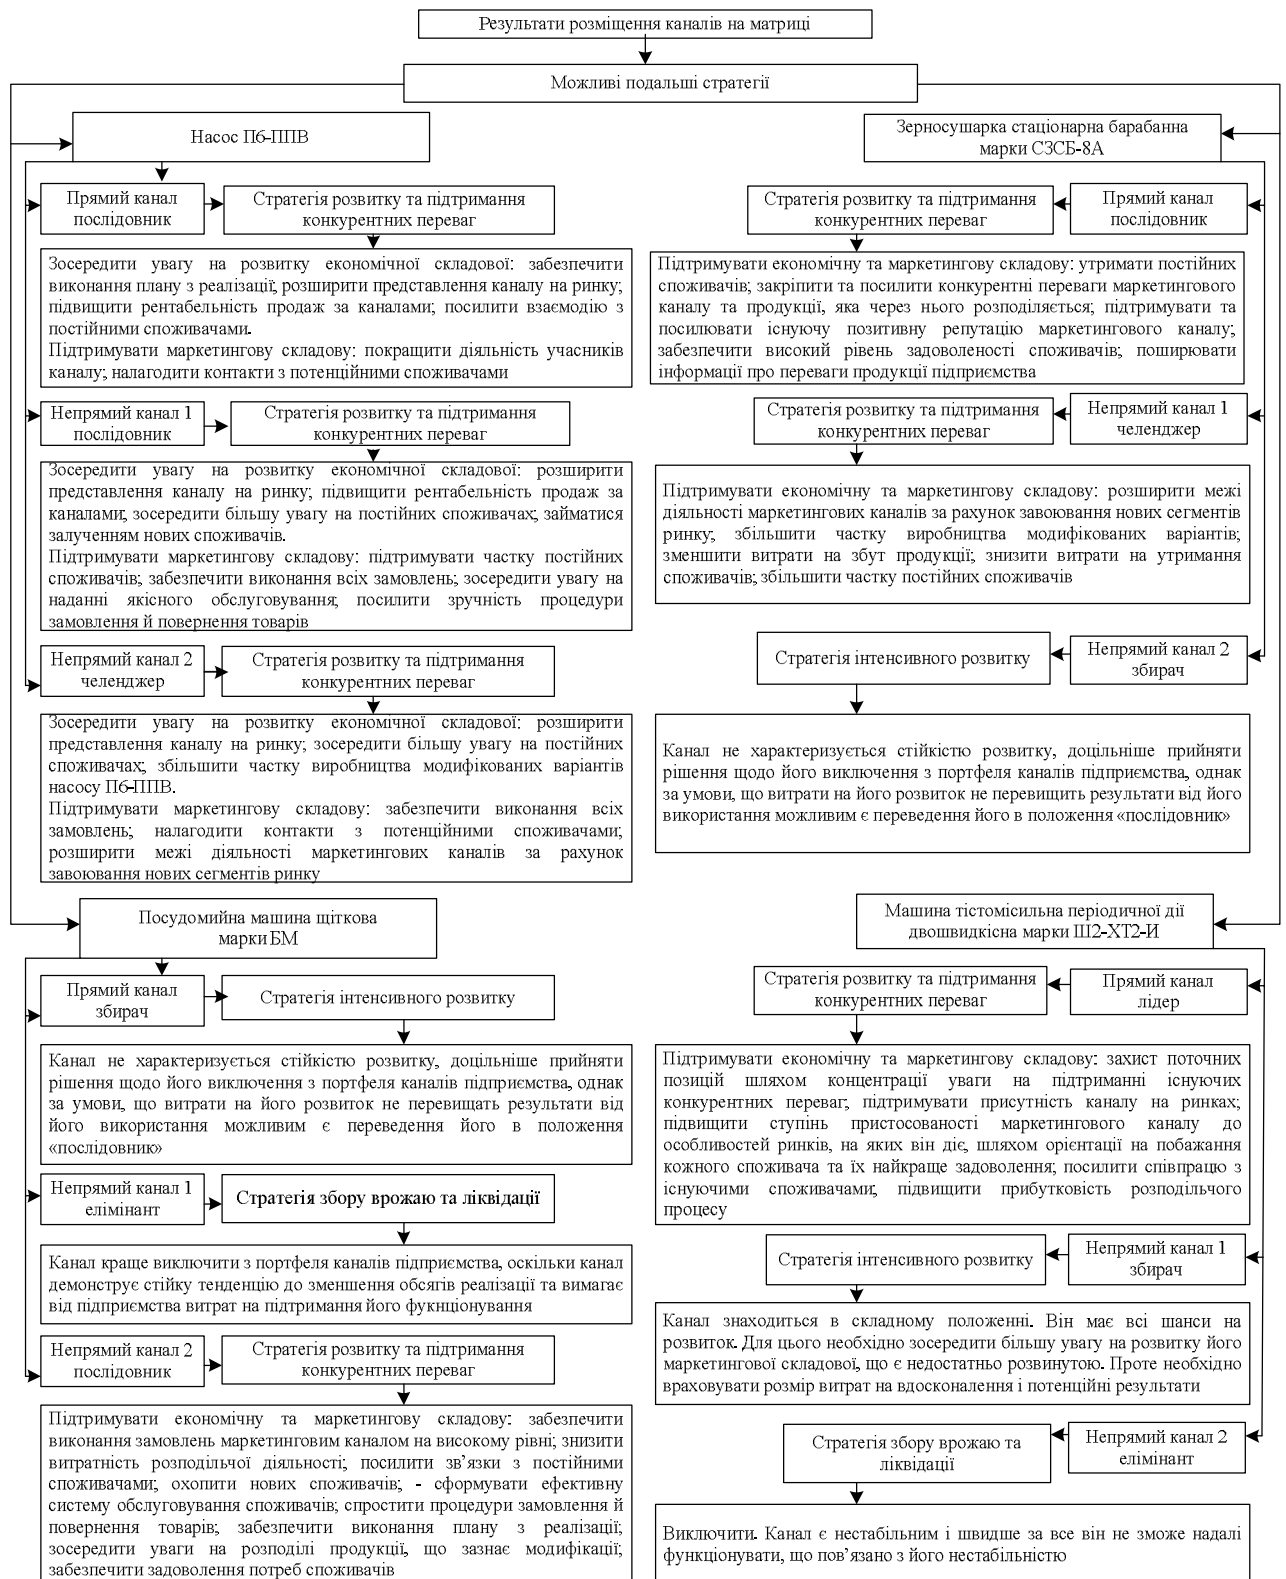 Результати розміщення каналів на матриці
Можливі подальші стратегії
Насос П6-ППВ
Прямий канал
послідовник
Стратегія розвитку та підтримання
конкурентних переваг
Зосередити увагу на розвитку економічної складової: забезпечити
виконання плану з реалізації; розширити представлення каналу на ринку;
підвищити рентабельність продаж за каналами; посилити взаємодію з
постійними споживачами.
Підтримувати маркетингову складову: покращити діяльність учасників
каналу; налагодити контакти з потенційними споживачами
Непрямий канал 1
послідовник
Стратегія розвитку та підтримання
конкурентних переваг
Зосередити увагу на розвитку економічної складової: розширити
представлення каналу на ринку; підвищити рентабельність продаж за
каналами; зосередити більшу увагу на постійних споживачах; займатися
залученням нових споживачів.
Підтримувати маркетингову складову: підтримувати частку постійних
споживачів; забезпечити виконання всіх замовлень; зосередити увагу на
наданні якісного обслуговування; посилити зручність процедури
замовлення й повернення товарів
Непрямий канал 2
челенджер
Стратегія розвитку та підтримання
конкурентних переваг
Зосередити увагу на розвитку економічної складової: розширити
представлення каналу на ринку; зосередити більшу увагу на постійних
споживачах; збільшити частку виробництва модифікованих варіантів
насосу П6-ППВ.
Підтримувати маркетингову складову: забезпечити виконання всіх
замовлень; налагодити контакти з потенційними споживачами;
розширити межі діяльності маркетингових каналів за рахунок
завоювання нових сегментів ринку
Посудомийна машина щіткова
марки БМ
Прямий канал
збирач
Стратегія інтенсивного розвитку
Канал не характеризується стійкістю розвитку, доцільніше прийняти
рішення щодо його виключення з портфеля каналів підприємства, однак
за умови, що витрати на його розвиток не перевищать результати від
його використання можливим є переведення його в положення
«послідовник»
Непрямий канал 1
елімінант
Стратегія збору врожаю та ліквідації
Канал краще виключити з портфеля каналів підприємства, оскільки канал
демонструє стійку тенденцію до зменшення обсягів реалізації та вимагає
від підприємства витрат на підтримання його фукнціонування
Непрямий канал 2
послідовник
Стратегія розвитку та підтримання
конкурентних переваг
Підтримувати економічну та маркетингову складову: забезпечити
виконання замовлень маркетинговим каналом на високому рівні; знизити
витратність розподільчої діяльності; посилити зв’язки з постійними
споживачами; охопити нових споживачів; - сформувати ефективну
систему обслуговування споживачів; спростити процедури замовлення й
повернення товарів; забезпечити виконання плану з реалізації;
зосередити уваги на розподілі продукції, що зазнає модифікації;
забезпечити задоволення потреб споживачів
Зерносушарка стаціонарна барабанна
марки СЗСБ-8А
Стратегія розвитку та підтримання
конкурентних переваг
Прямий канал
послідовник
Підтримувати економічну та маркетингову складову: утримати постійних
споживачів; закріпити та посилити конкурентні переваги маркетингового
каналу та продукції, яка через нього розподіляється; підтримувати та
посилювати існуючу позитивну репутацію маркетингового каналу;
забезпечити високий рівень задоволеності споживачів; поширювати
інформації про переваги продукції підприємства
Стратегія розвитку та підтримання
конкурентних переваг
Непрямий канал 1
челенджер
Підтримувати економічну та маркетингову складову: розширити межі
діяльності маркетингових каналів за рахунок завоювання нових сегментів
ринку; збільшити частку виробництва модифікованих варіантів;
зменшити витрати на збут продукції; знизити витрати на утримання
споживачів; збільшити частку постійних споживачів
Стратегія інтенсивного розвитку
Непрямий канал 2
збирач
Канал не характеризується стійкістю розвитку, доцільніше прийняти
рішення щодо його виключення з портфеля каналів підприємства, однак
за умови, що витрати на його розвиток не перевищить результати від його
використання можливим є переведення його в положення «послідовник»
Машина тістомісильна періодичної дії
двошвидкісна марки Ш2-ХТ2-И
Стратегія розвитку та підтримання
конкурентних переваг
Прямий канал
лідер
Підтримувати економічну та маркетингову складову: захист поточних
позицій шляхом концентрації уваги на підтриманні існуючих
конкурентних переваг; підтримувати присутність каналу на ринках;
підвищити ступінь пристосованості маркетингового каналу до
особливостей ринків, на яких він діє, шляхом орієнтації на побажання
кожного споживача та їх найкраще задоволення; посилити співпрацю з
існуючими споживачами; підвищити прибутковість розподільчого
процесу
Стратегія інтенсивного розвитку
Непрямий канал 1
збирач
Канал знаходиться в складному положенні. Він має всі шанси на
розвиток. Для цього необхідно зосередити більшу увагу на розвитку його
маркетингової складової, що є недостатньо розвинутою. Проте необхідно
враховувати розмір витрат на вдосконалення і потенційні результати
Стратегія збору врожаю та
ліквідації
Непрямий канал 2
елімінант
Виключити. Канал є нестабільним і швидше за все він не зможе надалі
функціонувати, що пов’язано з його нестабільністю